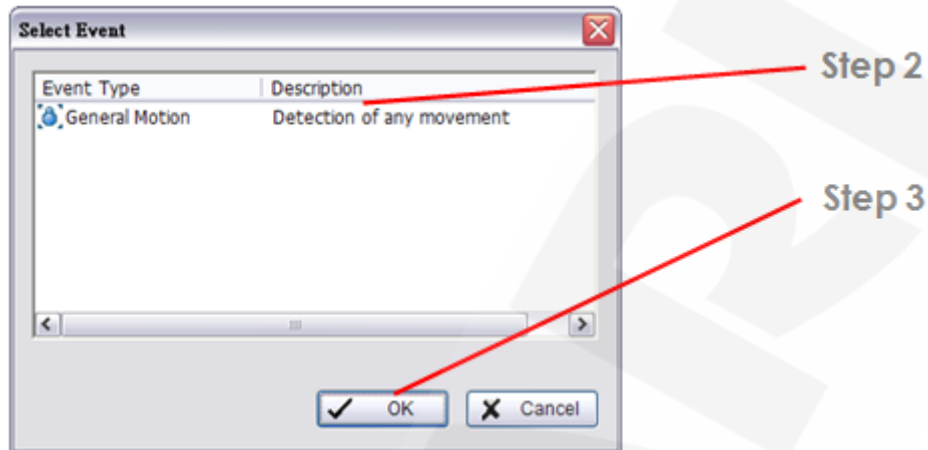 Select Event
Event Type Description
General Motion Detection of any movement
Step 2
Step 3
OK Cancel